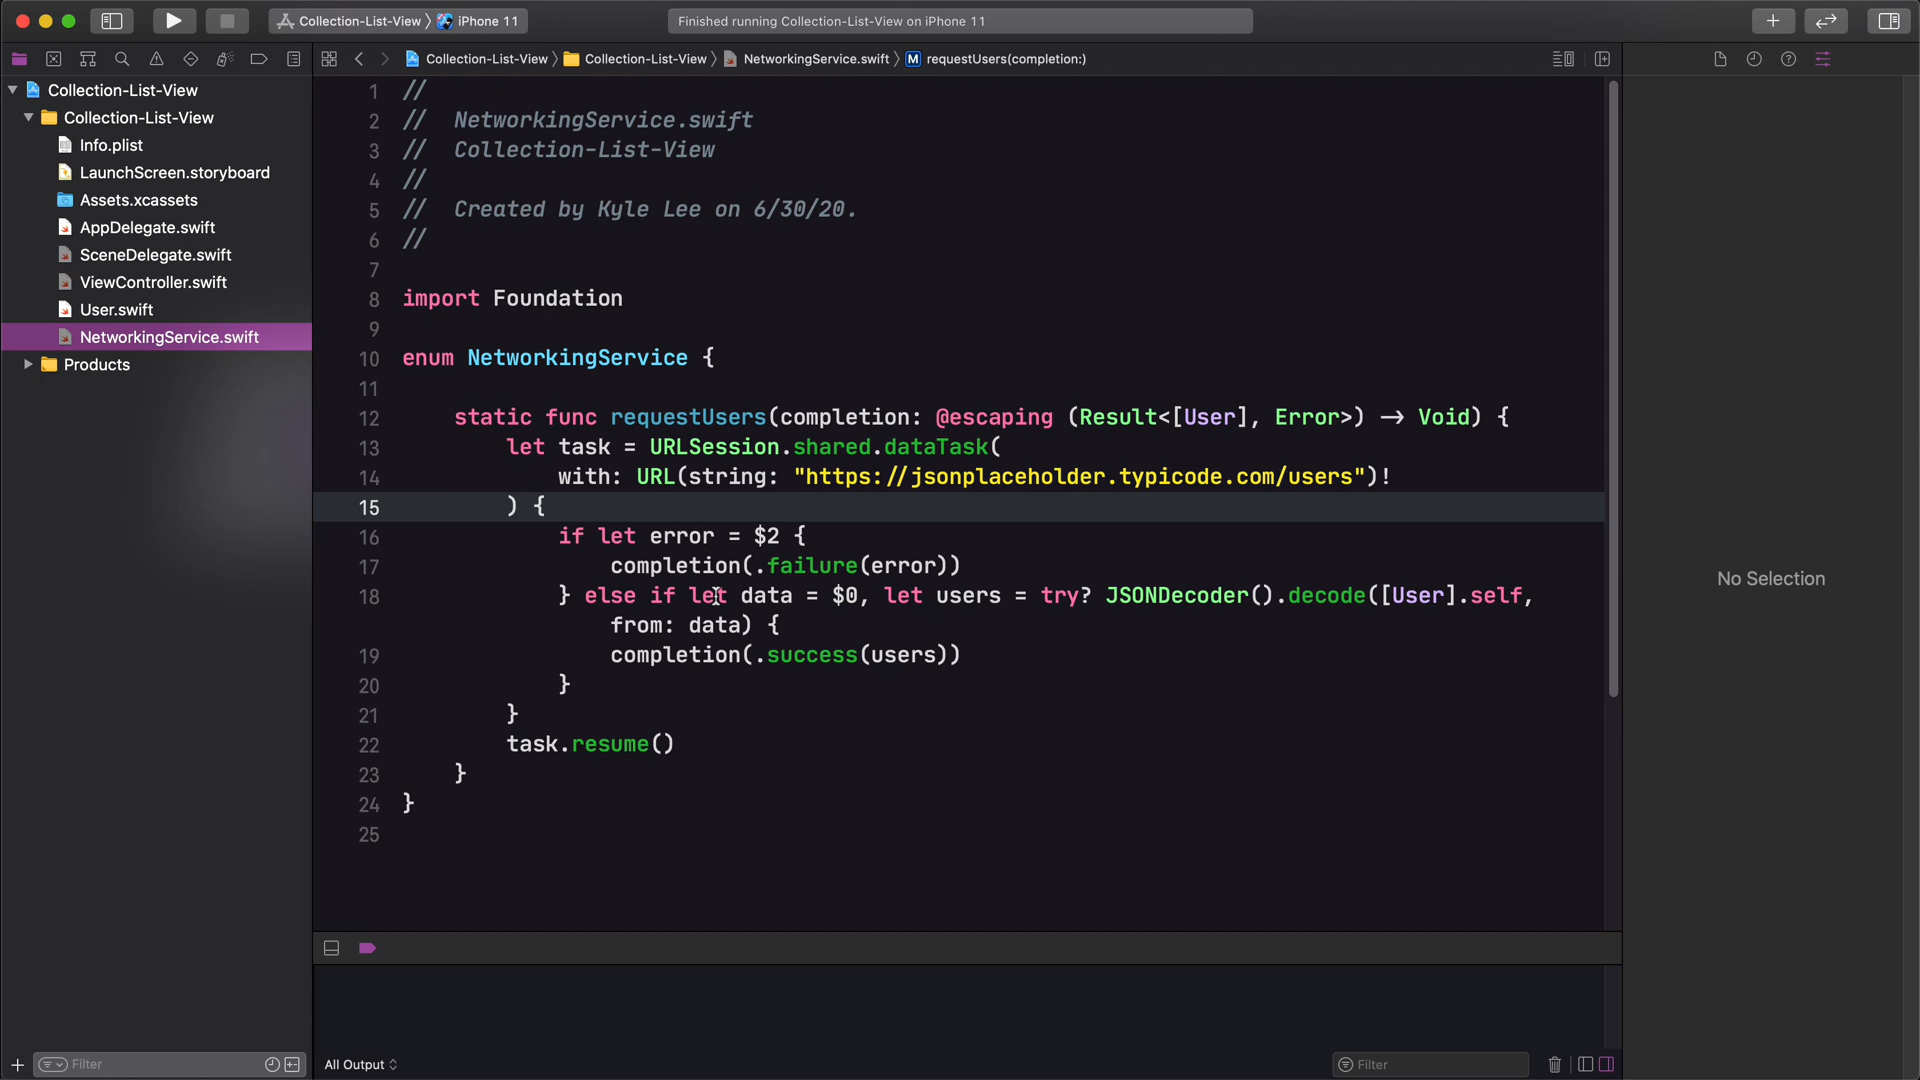 Collection-List-View 〉 iPhone 11
Finished running Collection-List-View on iPhone 11
Collection-List-View 〉 Collection-List-View 〉 NetworkingService.swift 〉 M requestUsers(completion:)
Collection-List-View
Collection-List-View
Info.plist
LaunchScreen.storyboard
Assets.xcassets
AppDelegate.swift
SceneDelegate.swift
ViewController.swift
User.swift
NetworkingService.swift
Products
1 //
2 //  NetworkingService.swift
3 //  Collection-List-View
4 //
5 //  Created by Kyle Lee on 6/30/20.
6 //
7
8 import Foundation
9
10 enum NetworkingService {
11
12     static func requestUsers(completion: @escaping (Result<[User], Error>) -> Void) {
13         let task = URLSession.shared.dataTask(
14             with: URL(string: "https://jsonplaceholder.typicode.com/users")!
15         ) {
16             if let error = $2 {
17                 completion(.failure(error))
18             } else if let data = $0, let users = try? JSONDecoder().decode([User].self,
from: data) {
19                 completion(.success(users))
20             }
21         }
22         task.resume()
23     }
24 }
25
No Selection
Filter
All Output
Filter